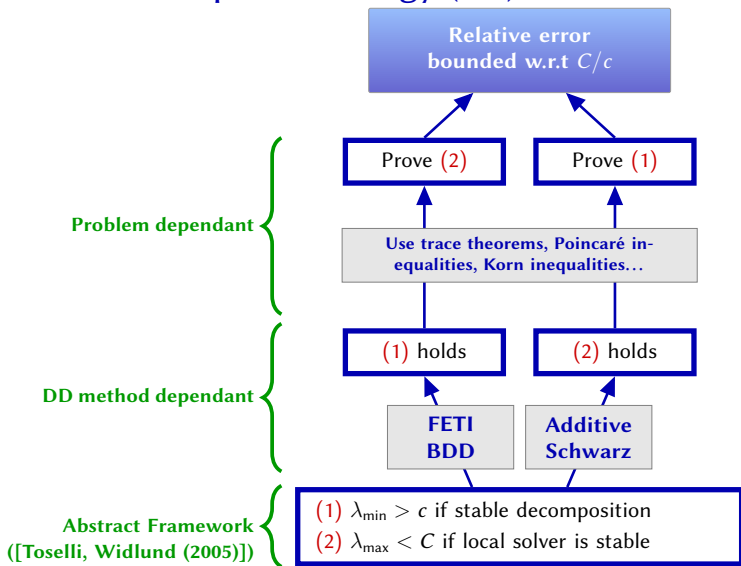 Relative error
bounded w.r.t C/c
Prove (2)
Prove (1)
Problem dependant
Use trace theorems, Poincaré in-
equalities, Korn inequalities...
(1) holds
(2) holds
DD method dependant
FETI
BDD
Additive
Schwarz
Abstract Framework
([Toselli, Widlund (2005)])
(1) λmin > c if stable decomposition
(2) λmax < C if local solver is stable